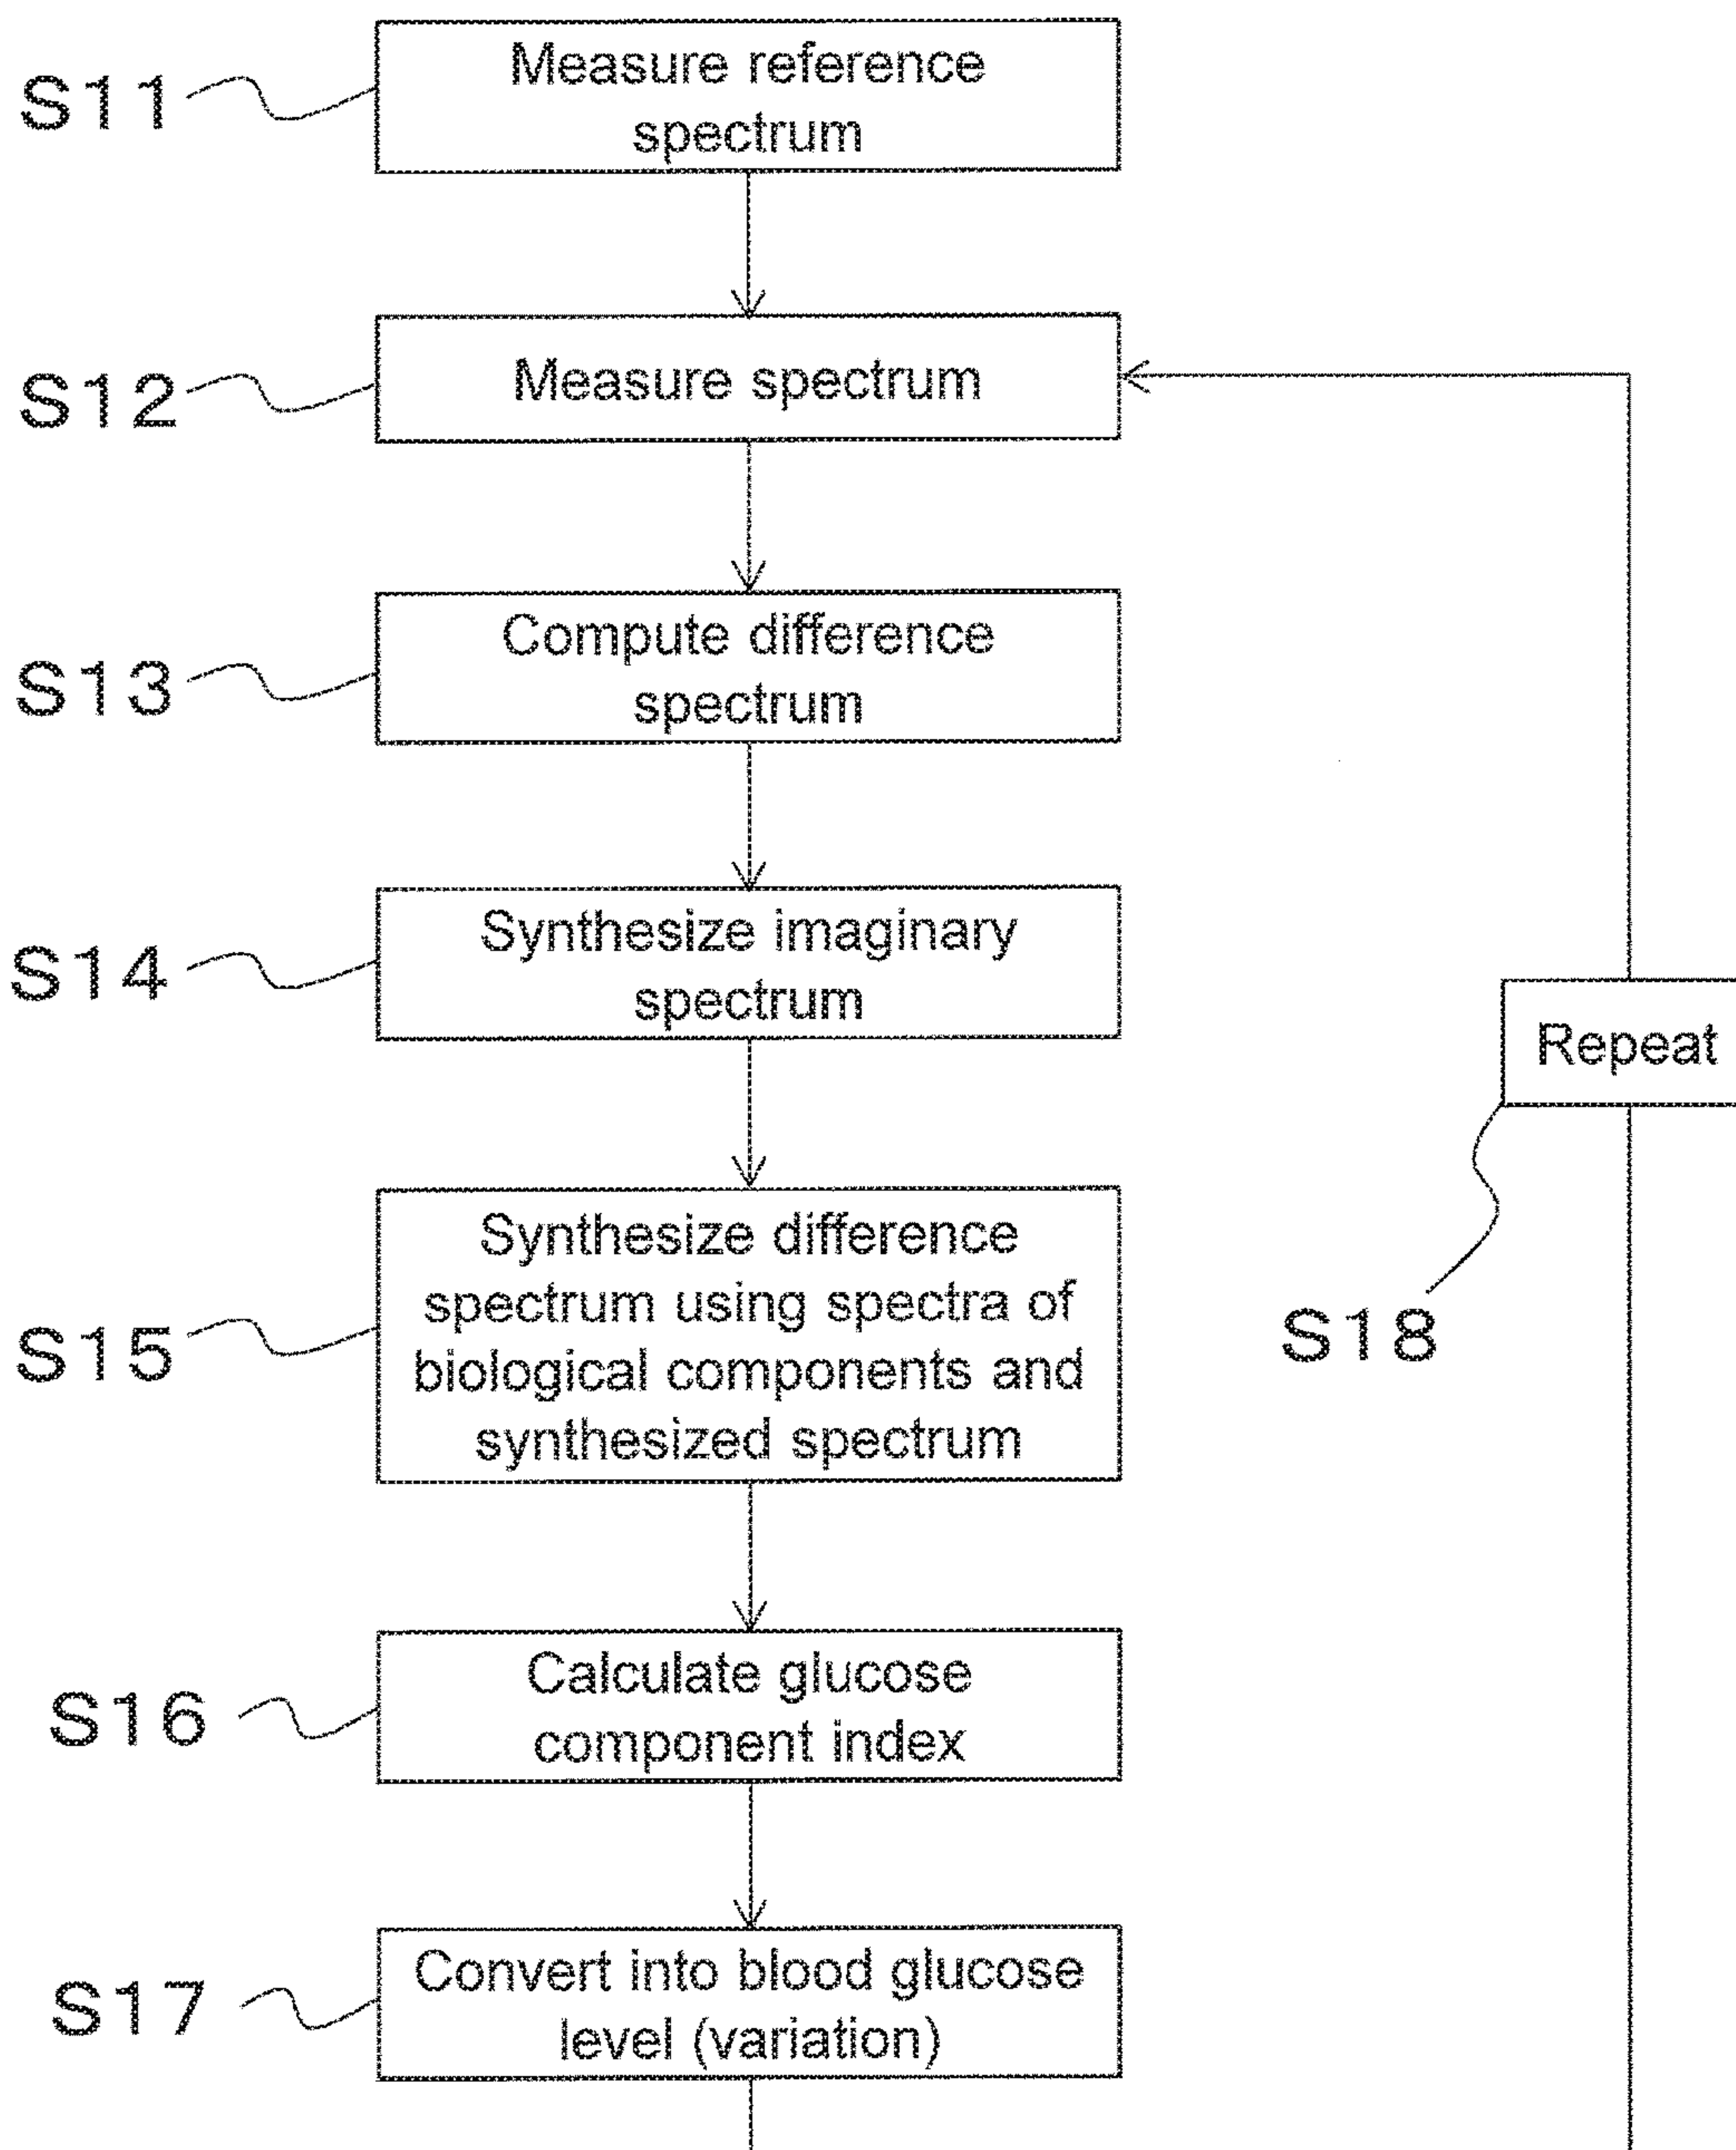 S11
Measure reference
spectrum
S12
Measure spectrum
S13
Compute difference
spectrum
S14
Synthesize imaginary
spectrum
Repeat
S15
Synthesize difference
spectrum using spectra of
biological components and
synthesized spectrum
S18
S16
Calculate glucose
component index
S17
Convert into blood glucose
level (variation)